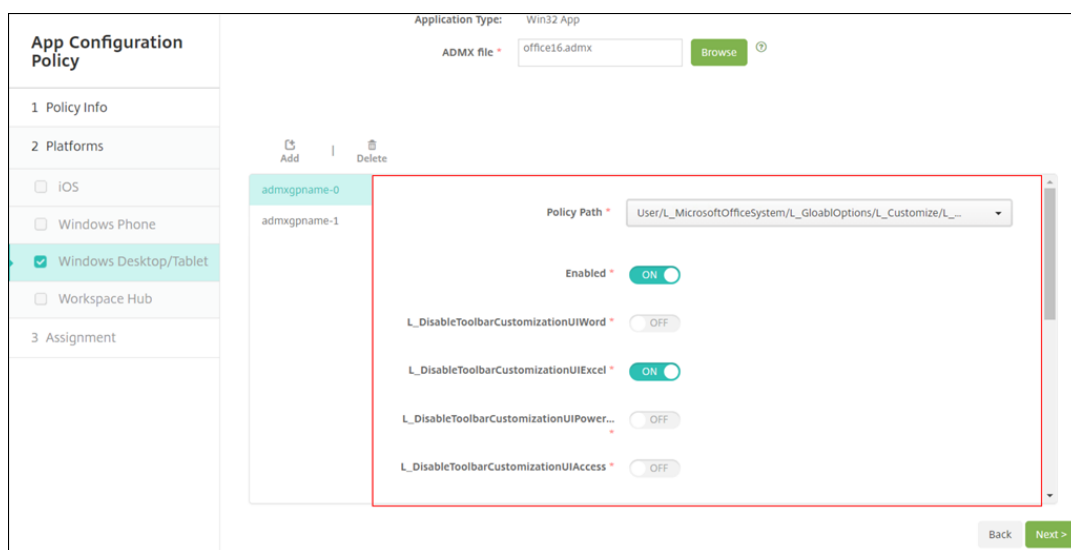 App Configuration
Policy
1 Policy Info
2 Platforms
iOS
Windows Phone
Windows Desktop/Tablet
Workspace Hub
3 Assignment
Application Type: Win32 App
ADMX file * office16.admx Browse ?
Add | Delete
admxgpname-0
admxgpname-1
Policy Path * User/L_MicrosoftOfficeSystem/L_GloablOptions/L_Customize/L_...
Enabled * ON
L_DisableToolbarCustomizationUIWord * OFF
L_DisableToolbarCustomizationUIExcel * ON
L_DisableToolbarCustomizationUIPower... OFF
*
L_DisableToolbarCustomizationUIAccess * OFF
Back Next >